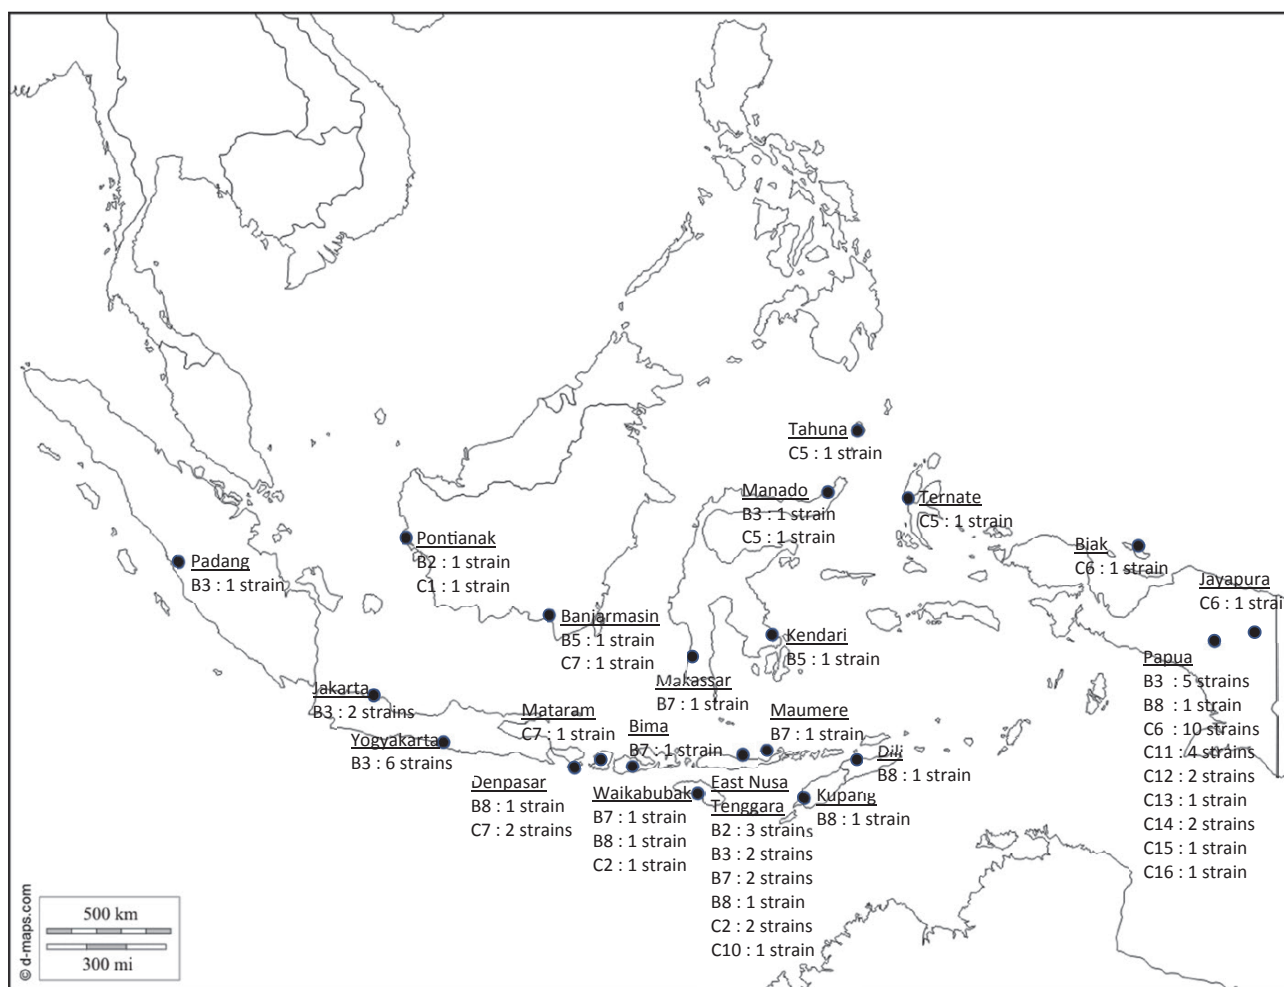 Tahuna
C5 : 1 strain
Manado
B3 : 1 strain
C5 : 1 strain
Ternate
C5 : 1 strain
Pontianak
B2 : 1 strain
C1 : 1 strain
Padang
B3 : 1 strain
Biak
C6 : 1 strain
Jayapura
C6 : 1 strai
Banjarmasin
B5 : 1 strain
C7 : 1 strain
Kendari
B5 : 1 strain
Makassar
B7 : 1 strain
Papua
B3 : 5 strains
B8 : 1 strain
C6 : 10 strains
C11 : 4 strains
C12 : 2 strains
C13 : 1 strain
C14 : 2 strains
C15 : 1 strain
C16 : 1 strain
Jakarta
B3 : 2 strains
Yogyakarta
B3 : 6 strains
Mataram
C7 : 1 strain
Bima
B7 : 1 strain
Maumere
B7 : 1 strain
Dili
B8 : 1 strain
Denpasar
B8 : 1 strain
C7 : 2 strains
Waikabubak
B7 : 1 strain
B8 : 1 strain
C2 : 1 strain
East Nusa
Tenggara
B2 : 3 strains
B3 : 2 strains
B7 : 2 strains
B8 : 1 strain
C2 : 2 strains
C10 : 1 strain
Kupang
B8 : 1 strain
500 km
300 mi
© d-maps.com